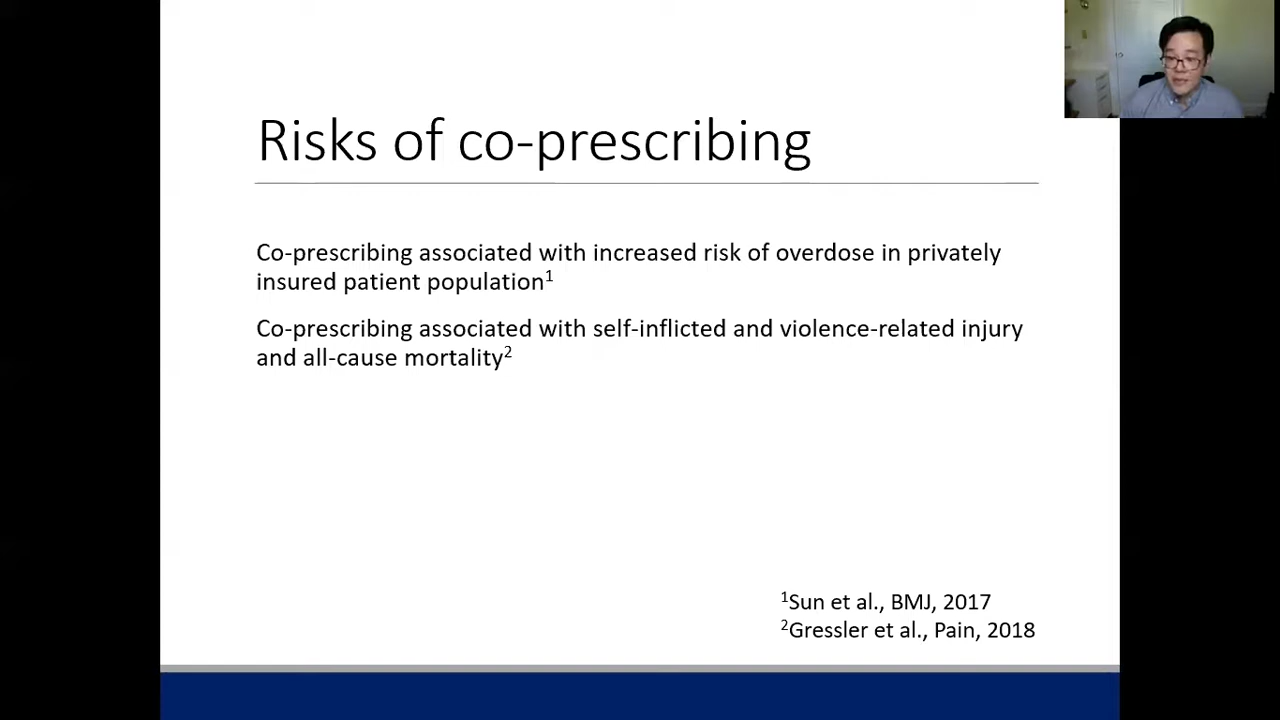 Risks of co-prescribing
Co-prescribing associated with increased risk of overdose in privately
insured patient population¹
Co-prescribing associated with self-inflicted and violence-related injury
and all-cause mortality²
¹Sun et al., BMJ, 2017
²Gressler et al., Pain, 2018